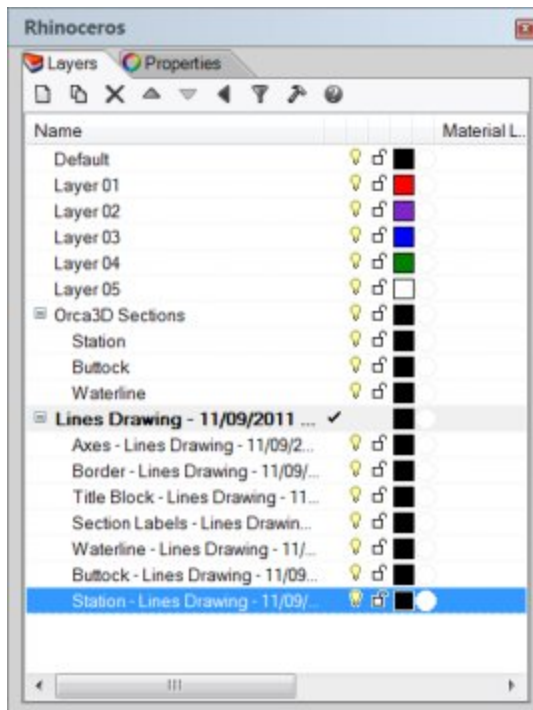 Rhinoceros
Layers Properties
Name Material L..
Default
Layer 01
Layer 02
Layer 03
Layer 04
Layer 05
Orca3D Sections
Station
Buttock
Waterline
Lines Drawing - 11/09/2011 ...
Axes - Lines Drawing - 11/09/2...
Border - Lines Drawing - 11/09/...
Title Block - Lines Drawing - 11...
Section Labels - Lines Drawin...
Waterline - Lines Drawing - 11/...
Buttock - Lines Drawing - 11/09...
Station - Lines Drawing - 11/09/...